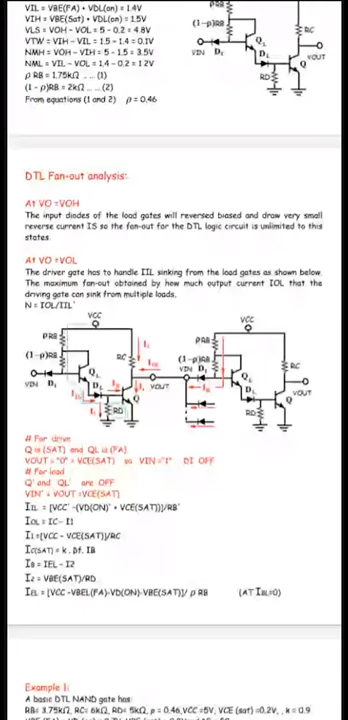 VIL = VBE(FA) + VDL(on) = 1.4V
VIH = VBE(Sat) + VDL(on) = 1.5V
VLS = VOH - VOL = 5 - 0.2 = 4.8V
VTW = VIH - VIL = 1.5 - 1.4 = 0.1V
NMH = VOH - VIH = 5 - 1.5 = 3.5V
NML = VIL - VOL = 1.4 - 0.2 = 1.2V
ρ RB = 1.75kΩ .... (1)
(1 - ρ)RB = 2kΩ .... (2)
From equations (1 and 2) ρ = 0.46
ρRB
(1-ρ)RB
RC
VIN D₁
Q
VOUT
RD
DTL Fan-out analysis:
At VO =VOH
The input diodes of the load gates will reversed biased and draw very small
reverse current IS so the fan-out for the DTL logic circuit is unlimited to this
states.
At VO =VOL
The driver gate has to handle IIL sinking from the load gates as shown below.
The maximum fan-out obtained by how much output current IOL that the
driving gate can sink from multiple loads.
N = IOL/IIL'
VCC
VCC
ρRB
ρRB
(1-ρ)RB
RC
(1-ρ)RB
RC
VIN D₁
VOUT
VIN D₁
VOUT
RD
RD
# For drive
Q is (SAT) and QL is (FA)
VOUT ="0" = VCE(SAT) so VIN ="1" DI OFF
# For load
Q' and QL' are OFF
VIN' = VOUT =VCE(SAT)
IIL = [VCC' -(VD(ON)' + VCE(SAT))]/RB'
IOL = IC- I1
I1 =[VCC - VCE(SAT)]/RC
IC(SAT) = k . βf. IB
IB = IEL - I2
I2 = VBE(SAT)/RD
IEL = [VCC -VBEL(FA)-VD(ON)-VBE(SAT)]/ ρ RB (AT IBL=0)
Example 1:
A basic DTL NAND gate has:
RB= 3.75kΩ, RC= 6kΩ, RD= 5kΩ, ρ = 0.46,VCC =5V, VCE (sat) =0.2V, , k = 0.9